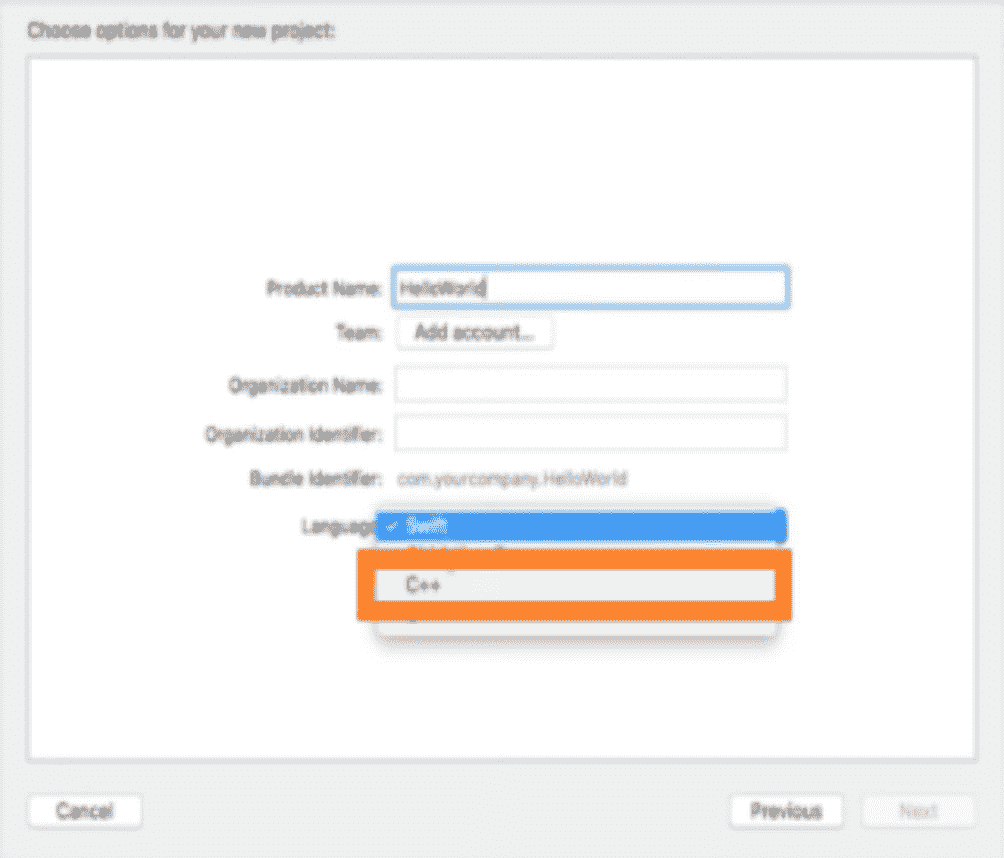 Choose options for your new project:
Product Name: HelloWorld
Team: Add account...
Organization Name:
Organization Identifier:
Bundle Identifier: com.yourcompany.HelloWorld
Language
✓ Swift
C++
Cancel
Previous
Next